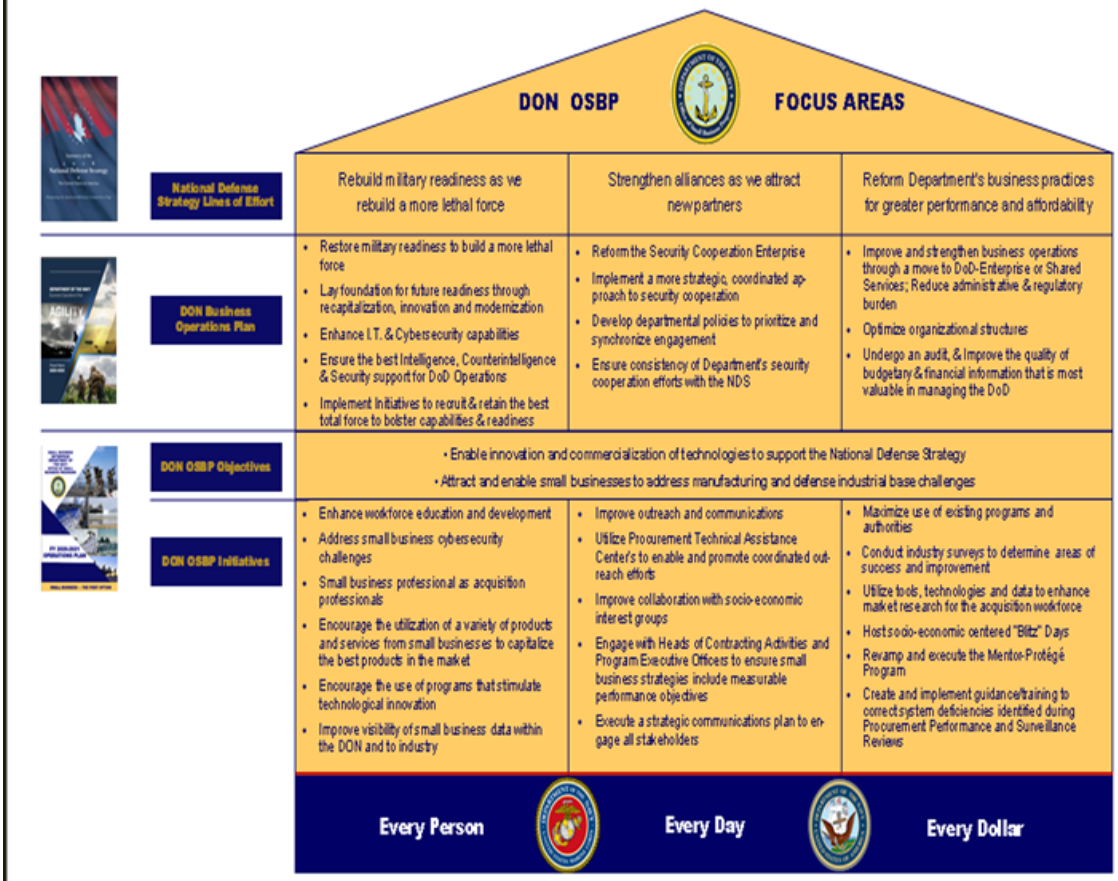 DON OSBP FOCUS AREAS
National Defense
Strategy Lines of Effort
Rebuild military readiness as we
rebuild a more lethal force
Strengthen alliances as we attract
new partners
Reform Department's business practices
for greater performance and affordability
National Defense Strategy
DON Business
Operations Plan
AGILITY
• Restore military readiness to build a more lethal
force
• Lay foundation for future readiness through
recapitalization, innovation and modernization
• Enhance I.T. & Cybersecurity capabilities
• Ensure the best Intelligence, Counterintelligence
& Security support for DoD Operations
• Implement Initiatives to recruit & retain the best
total force to bolster capabilities & readiness
• Reform the Security Cooperation Enterprise
• Implement a more strategic, coordinated ap-
proach to security cooperation
• Develop departmental policies to prioritize and
synchronize engagement
• Ensure consistency of Department's security
cooperation efforts with the NDS
• Improve and strengthen business operations
through a move to DoD-Enterprise or Shared
Services; Reduce administrative & regulatory
burden
• Optimize organizational structures
• Undergo an audit, & Improve the quality of
budgetary & financial information that is most
valuable in managing the DoD
DON OSBP Objectives
• Enable innovation and commercialization of technologies to support the National Defense Strategy
• Attract and enable small businesses to address manufacturing and defense industrial base challenges
FY 2020-2021
OPERATIONS PLAN
DON OSBP Initiatives
• Enhance workforce education and development
• Address small business cybersecurity
challenges
• Small business professional as acquisition
professionals
• Encourage the utilization of a variety of products
and services from small businesses to capitalize
the best products in the market
• Encourage the use of programs that stimulate
technological innovation
• Improve visibility of small business data within
the DON and to industry
• Improve outreach and communications
• Utilize Procurement Technical Assistance
Center's to enable and promote coordinated out-
reach efforts
• Improve collaboration with socio-economic
interest groups
• Engage with Heads of Contracting Activities and
Program Executive Officers to ensure small
business strategies include measurable
performance objectives
• Execute a strategic communications plan to en-
gage all stakeholders
• Maximize use of existing programs and
authorities
• Conduct industry surveys to determine areas of
success and improvement
• Utilize tools, technologies and data to enhance
market research for the acquisition workforce
• Host socio-economic centered "Blitz" Days
• Revamp and execute the Mentor-Protégé
Program
• Create and implement guidance/training to
correct system deficiencies identified during
Procurement Performance and Surveillance
Reviews
Every Person
Every Day
Every Dollar